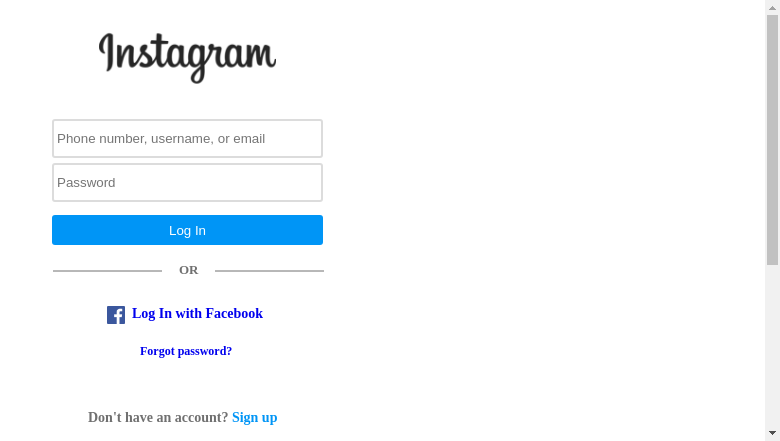 Instagram
Phone number, username, or email
Password
Log In
OR
Log In with Facebook
Forgot password?
Don't have an account? Sign up